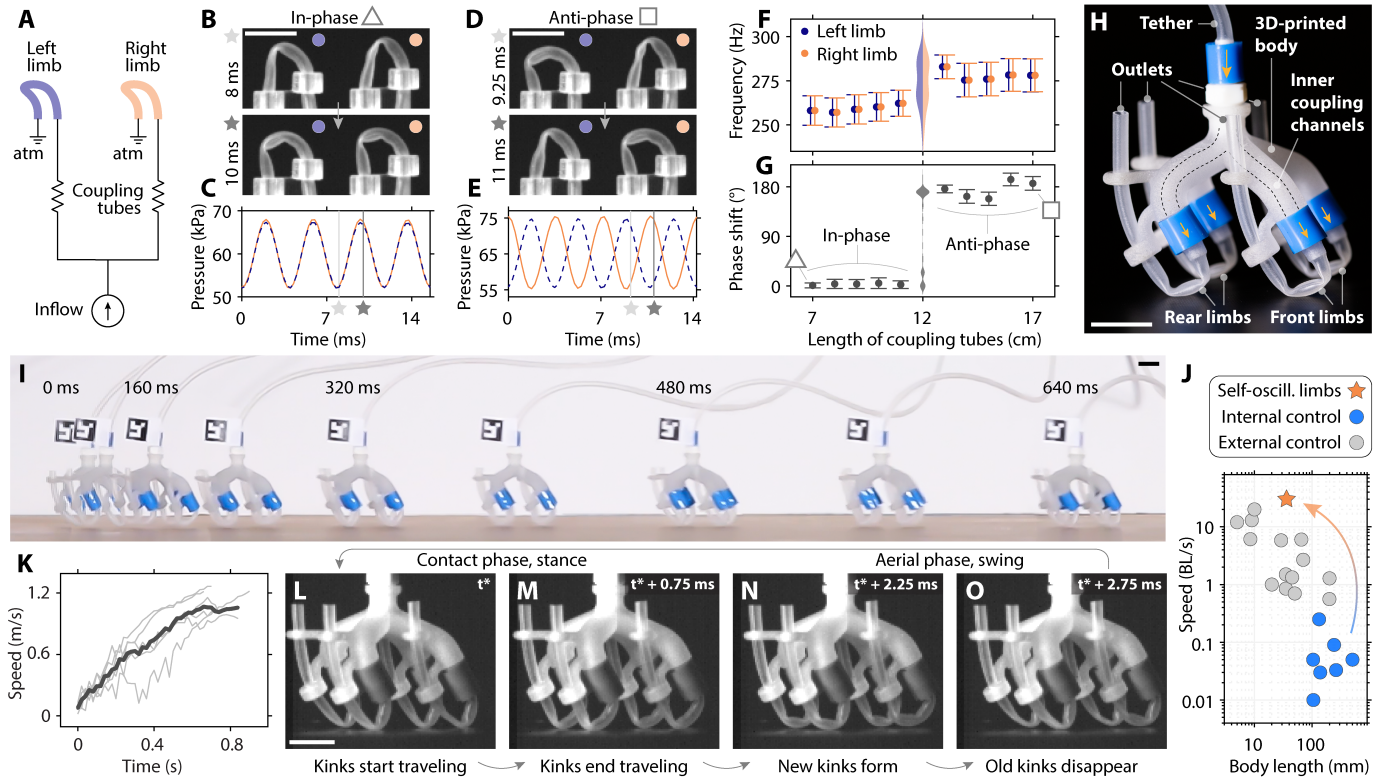 A
Left
limb
Right
limb
atm
atm
Coupling
tubes
Inflow
B
In-phase
8 ms
10 ms
C
Pressure (kPa)
70
60
50
0
7
14
Time (ms)
D
Anti-phase
9.25 ms
11 ms
E
Pressure (kPa)
75
65
55
0
7
14
Time (ms)
F
Frequency (Hz)
300
275
250
Left limb
Right limb
G
Phase shift (°)
180
90
0
In-phase
Anti-phase
7
12
17
Length of coupling tubes (cm)
H
Tether
3D-printed
body
Outlets
Inner
coupling
channels
Rear limbs
Front limbs
I
0 ms
160 ms
320 ms
480 ms
640 ms
J
Self-oscill. limbs
Internal control
External control
Speed (BL/s)
10
1
0.1
0.01
10
100
Body length (mm)
K
Speed (m/s)
1.2
0.6
0
0
0.4
0.8
Time (s)
Contact phase, stance
Aerial phase, swing
L
t*
M
t* + 0.75 ms
N
t* + 2.25 ms
O
t* + 2.75 ms
Kinks start traveling
Kinks end traveling
New kinks form
Old kinks disappear